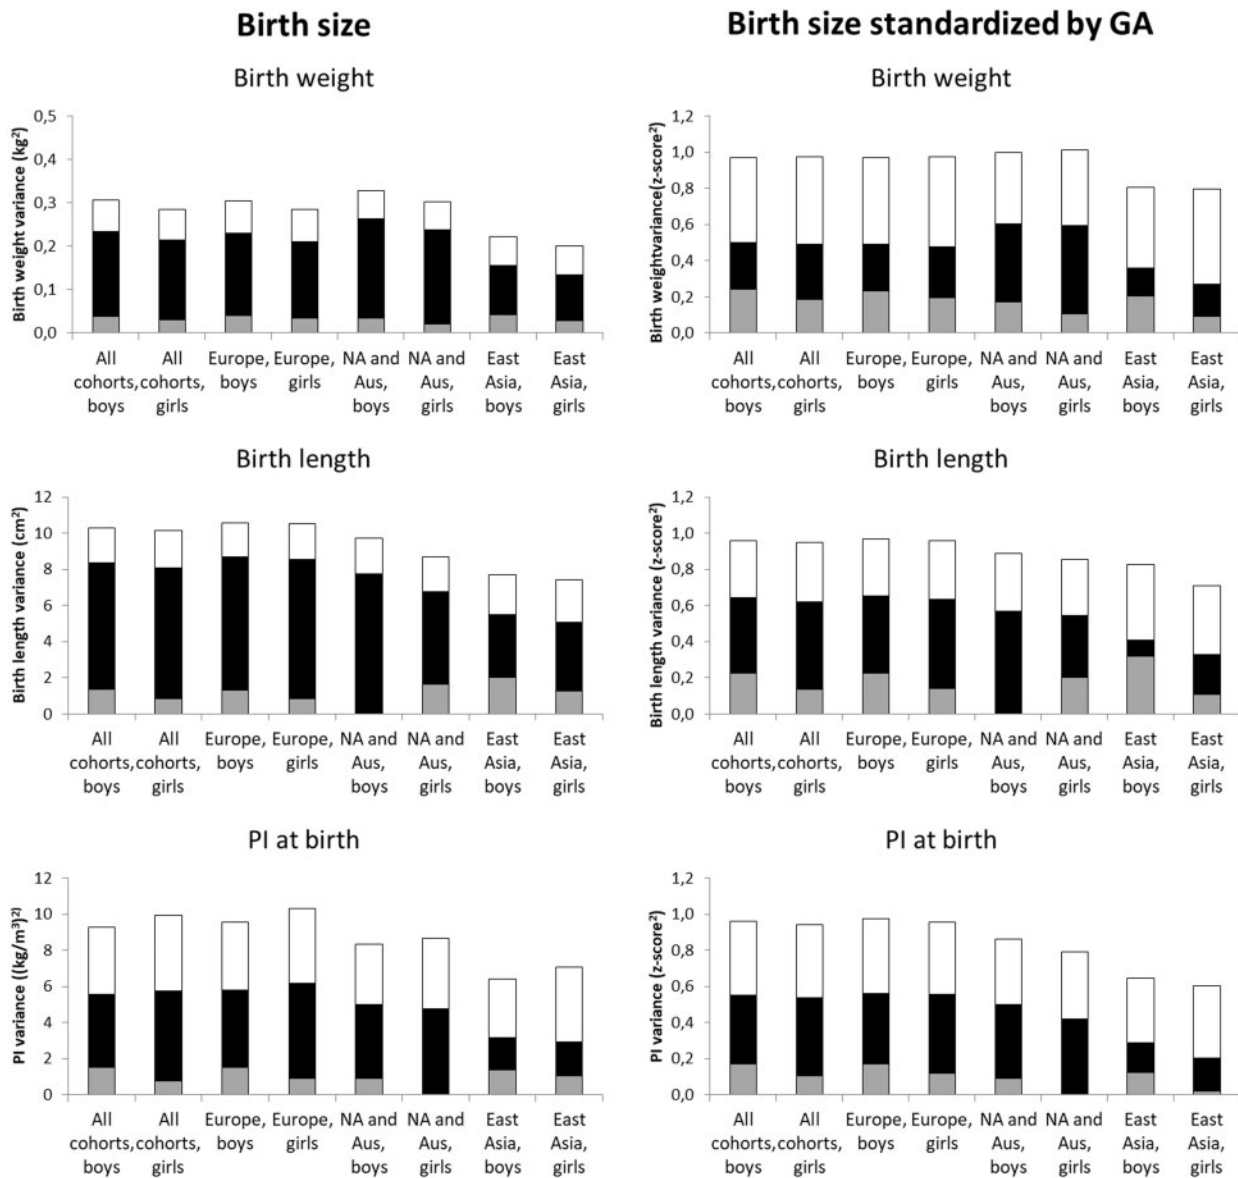 Birth size
Birth weight
Birth weight variance (kg²)
0,5
0,4
0,3
0,2
0,1
0,0
All cohorts, boys
All cohorts, girls
Europe, boys
Europe, girls
NA and Aus, boys
NA and Aus, girls
East Asia, boys
East Asia, girls
Birth length
Birth length variance (cm²)
12
10
8
6
4
2
0
All cohorts, boys
All cohorts, girls
Europe, boys
Europe, girls
NA and Aus, boys
NA and Aus, girls
East Asia, boys
East Asia, girls
PI at birth
PI variance ((kg/m³)²)
12
10
8
6
4
2
0
All cohorts, boys
All cohorts, girls
Europe, boys
Europe, girls
NA and Aus, boys
NA and Aus, girls
East Asia, boys
East Asia, girls
Birth size standardized by GA
Birth weight
Birth weightvariance(z-score²)
1,2
1,0
0,8
0,6
0,4
0,2
0,0
All cohorts, boys
All cohorts, girls
Europe, boys
Europe, girls
NA and Aus, boys
NA and Aus, girls
East Asia, boys
East Asia, girls
Birth length
Birth length variance (z-score²)
1,2
1,0
0,8
0,6
0,4
0,2
0,0
All cohorts, boys
All cohorts, girls
Europe, boys
Europe, girls
NA and Aus, boys
NA and Aus, girls
East Asia, boys
East Asia, girls
PI at birth
PI variance (z-score²)
1,2
1,0
0,8
0,6
0,4
0,2
0,0
All cohorts, boys
All cohorts, girls
Europe, boys
Europe, girls
NA and Aus, boys
NA and Aus, girls
East Asia, boys
East Asia, girls